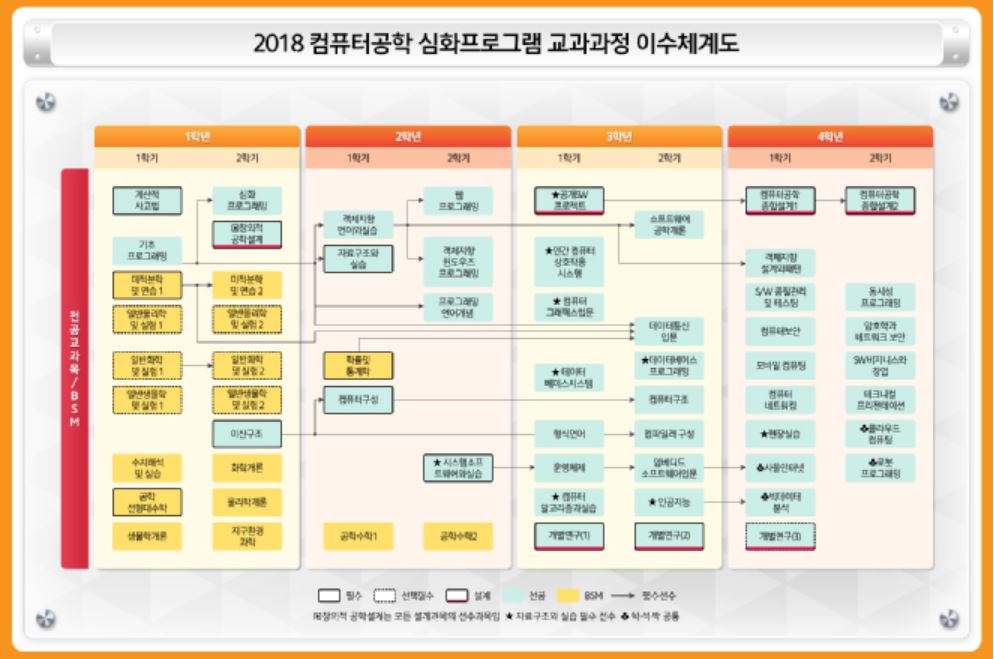 2018 컴퓨터공학 심화프로그램 교과과정 이수체계도
1학년
2학년
3학년
4학년
1학기
2학기
1학기
2학기
1학기
2학기
1학기
2학기
전공교과목/BSM
계산적
사고법
기초
프로그래밍
대적분학
및 연습 1
일반물리학
및 실험 1
일반화학
및 실험 1
일반생물학
및 실험 1
수치해석
및 실습
공학
선형대수학
생물학개론
심화
프로그래밍
창의적
공학설계
미적분학
및 연습 2
일반물리학
및 실험 2
일반화학
및 실험 2
일반생물학
및 실험 2
이산구조
화학개론
물리학개론
지구환경
과학
객체지향
언어와실습
자료구조와
실습
확률및
통계학
컴퓨터구성
공학수학1
웹
프로그래밍
객체지향
윈도우즈
프로그래밍
프로그래밍
언어개념
★시스템소프
트웨어와실습
공학수학2
★공개SW
프로젝트
★인간 컴퓨터
상호작용
시스템
★ 컴퓨터
그래픽스입문
★데이터
베이스시스템
형식언어
운영체제
★ 컴퓨터
알고리즘과실습
개별연구(1)
소프트웨어
공학개론
데이터통신
입문
★데이터베이스
프로그래밍
컴퓨터구조
컴파일러 구성
임베디드
소프트웨어입문
★인공지능
개별연구(2)
컴퓨터공학
종합설계1
객체지향
설계와패턴
S/W 품질관리
및 테스팅
컴퓨터보안
모바일 컴퓨팅
컴퓨터
네트워킹
★현장실습
♣사물인터넷
♣빅데이터
분석
개별연구(3)
컴퓨터공학
종합설계2
동시성
프로그래밍
암호학과
네트워크 보안
SW비지니스와
창업
테크니컬
프리젠테이션
♣클라우드
컴퓨팅
♣로봇
프로그래밍
필수
선택필수
설계
전공
BSM
필수선수
※창의적 공학설계는 모든 설계과목의 선수과목임 ★ 자료구조와 실습 필수 선수 ♣ 학·석사 공통